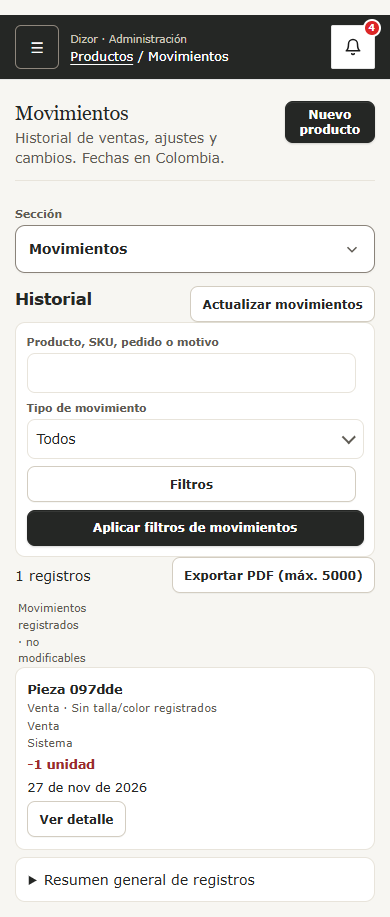 ☰
Dizor · Administración
Productos / Movimientos
4
Movimientos
Historial de ventas, ajustes y
cambios. Fechas en Colombia.
Nuevo
producto
Sección
Movimientos
Historial
Actualizar movimientos
Producto, SKU, pedido o motivo
Tipo de movimiento
Todos
Filtros
Aplicar filtros de movimientos
1 registros
Exportar PDF (máx. 5000)
Movimientos
registrados
· no
modificables
Pieza 097dde
Venta · Sin talla/color registrados
Venta
Sistema
-1 unidad
27 de nov de 2026
Ver detalle
▶ Resumen general de registros